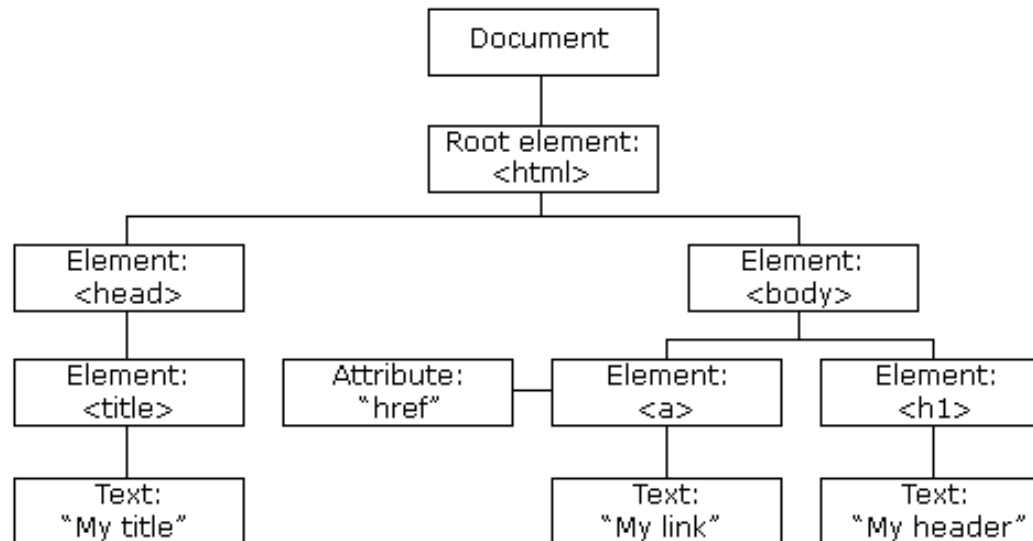 Document
Root element:
<html>
Element:
<head>
Element:
<body>
Element:
<title>
Attribute:
“href”
Element:
<a>
Element:
<h1>
Text:
“My title”
Text:
“My link”
Text:
“My header”